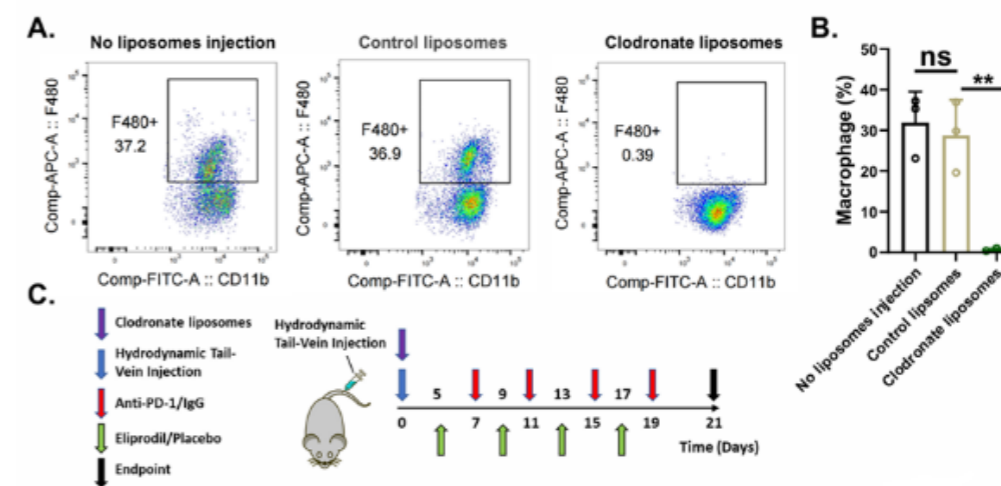 A.
B.
No liposomes injection
Control liposomes
Clodronate liposomes
F480+
37.2
F480+
36.9
F480+
0.39
Comp-APC-A :: F480
Comp-APC-A :: F480
Comp-APC-A :: F480
Comp-FITC-A :: CD11b
Comp-FITC-A :: CD11b
Comp-FITC-A :: CD11b
Macrophage (%)
50
40
30
20
10
0
ns
**
No liposomes injection
Control lipsomes
Clodronate liposomes
C.
Clodronate liposomes
Hydrodynamic Tail-
Vein Injection
Anti-PD-1/IgG
Eliprodil/Placebo
Endpoint
Hydrodynamic
Tail-Vein Injection
5 9 13 17
0 7 11 15 19 21
Time (Days)